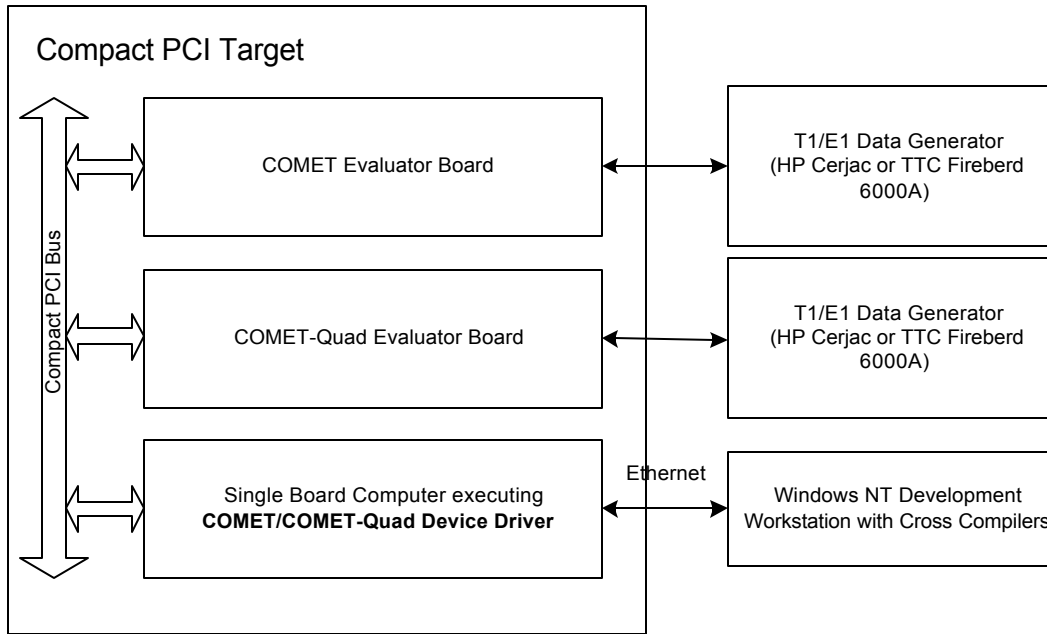 Compact PCI Target
Compact PCI Bus
COMET Evaluator Board
T1/E1 Data Generator
(HP Cerjac or TTC Fireberd
6000A)
COMET-Quad Evaluator Board
T1/E1 Data Generator
(HP Cerjac or TTC Fireberd
6000A)
Single Board Computer executing
COMET/COMET-Quad Device Driver
Ethernet
Windows NT Development
Workstation with Cross Compilers